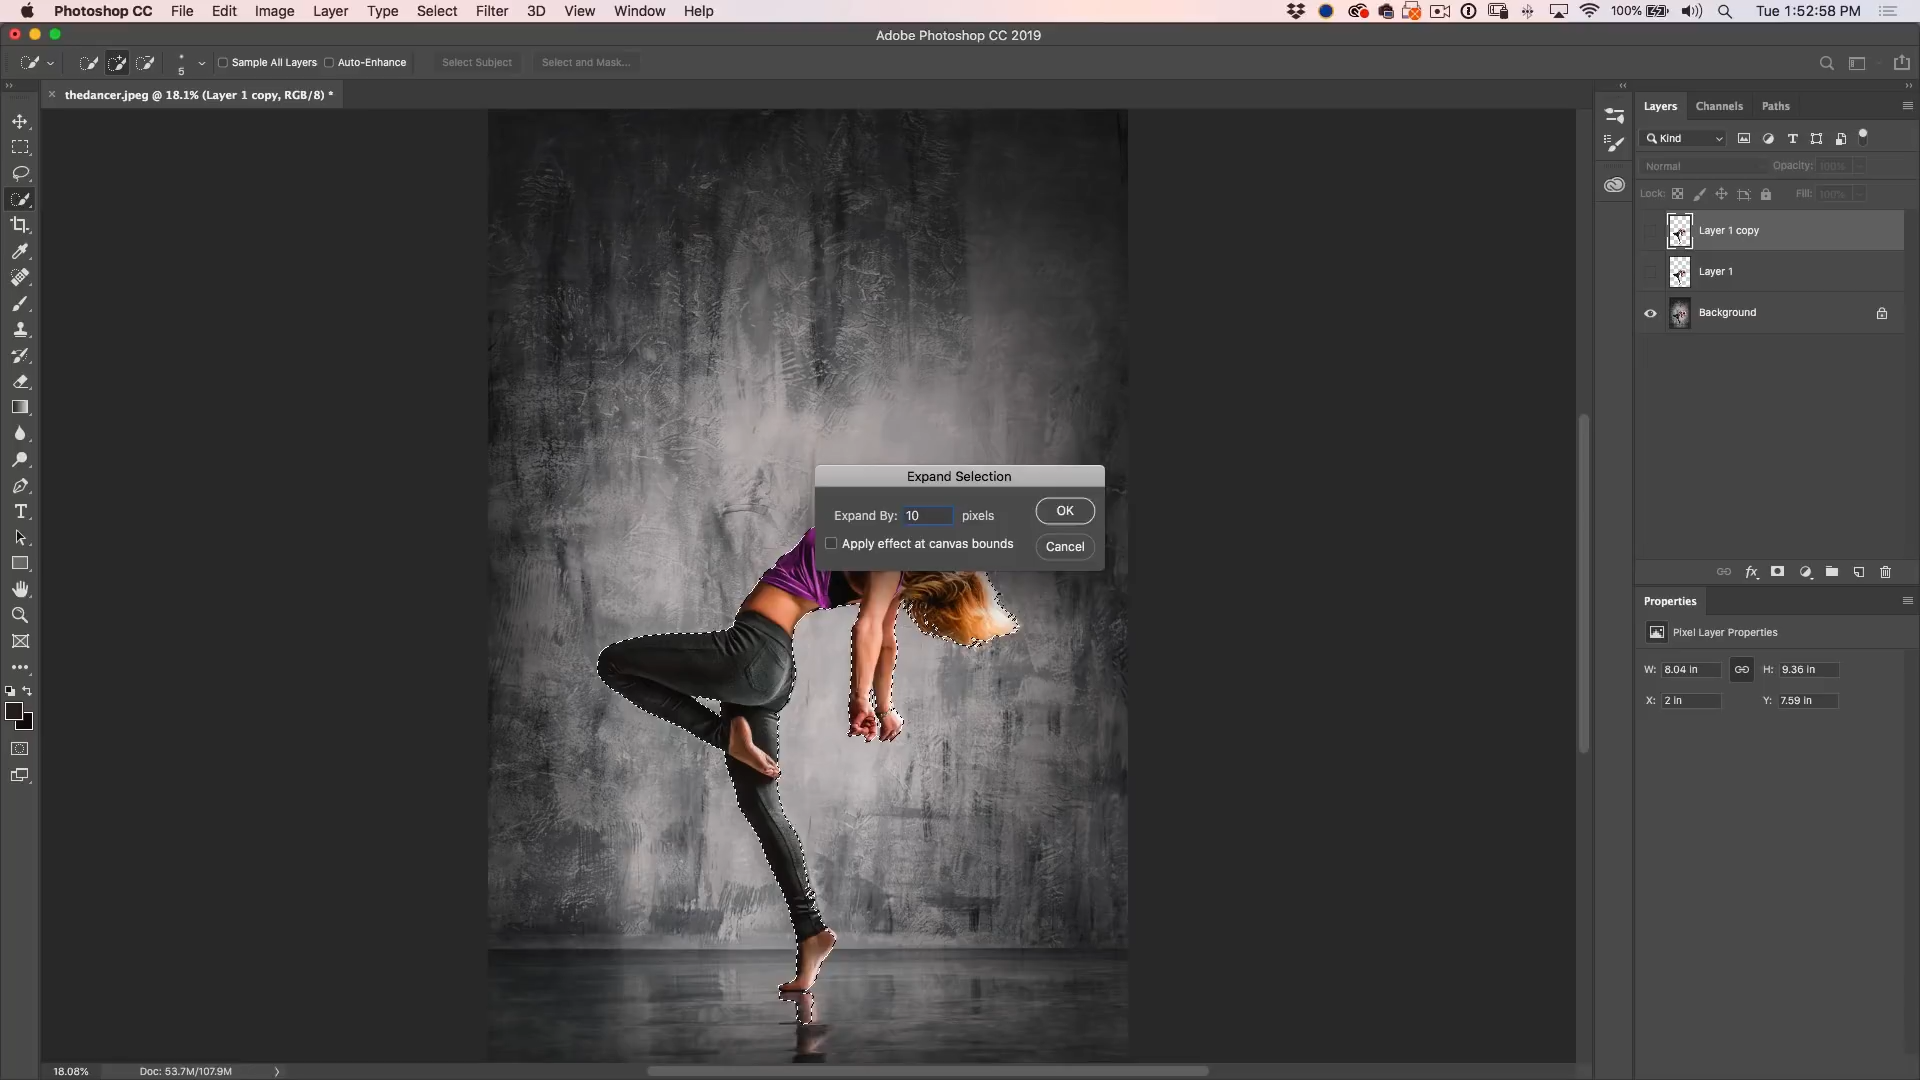 Photoshop CC File Edit Image Layer Type Select Filter 3D View Window Help 100% Tue 1:52:58 PM
Adobe Photoshop CC 2019
5 Sample All Layers Auto-Enhance Select Subject Select and Mask...
thedancer.jpeg @ 18.1% (Layer 1 copy, RGB/8) *
Layers Channels Paths
Kind
Normal Opacity: 100%
Lock: Fill: 100%
Layer 1 copy
Layer 1
Background
Expand Selection
Expand By: 10 pixels OK
Apply effect at canvas bounds Cancel
fx
Properties
Pixel Layer Properties
W: 8.04 in H: 9.36 in
X: 2 in Y: 7.59 in
18.08% Doc: 53.7M/107.9M